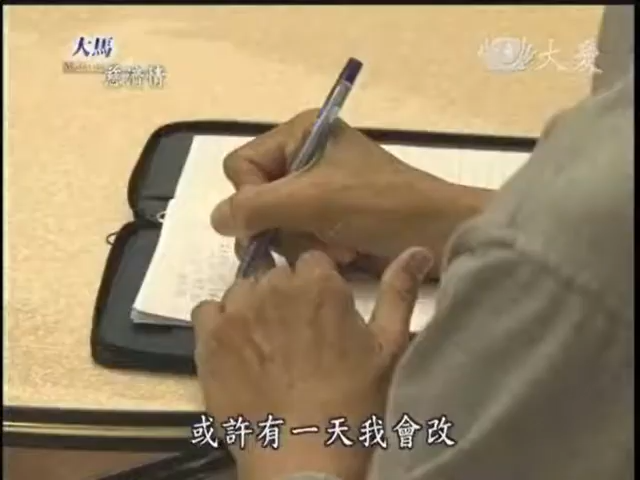 大馬
慈濟情
大愛
或許有一天我會改